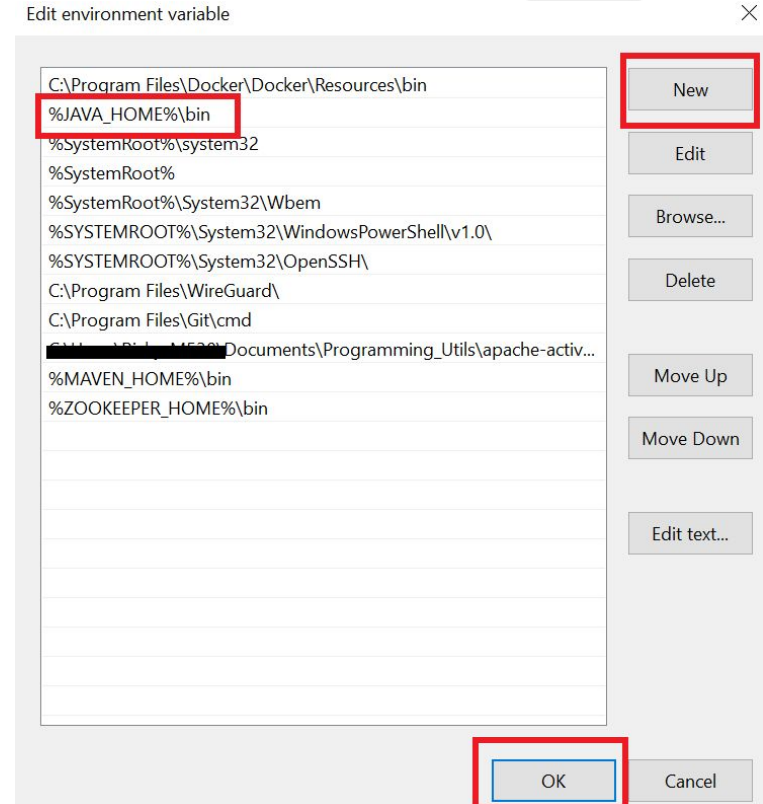 Edit environment variable
C:\Program Files\Docker\Docker\Resources\bin
%JAVA_HOME%\bin
%SystemRoot%\system32
%SystemRoot%
%SystemRoot%\System32\Wbem
%SYSTEMROOT%\System32\WindowsPowerShell\v1.0\
%SYSTEMROOT%\System32\OpenSSH\
C:\Program Files\WireGuard\
C:\Program Files\Git\cmd
Documents\Programming_Utils\apache-activ...
%MAVEN_HOME%\bin
%ZOOKEEPER_HOME%\bin
New
Edit
Browse...
Delete
Move Up
Move Down
Edit text...
OK
Cancel